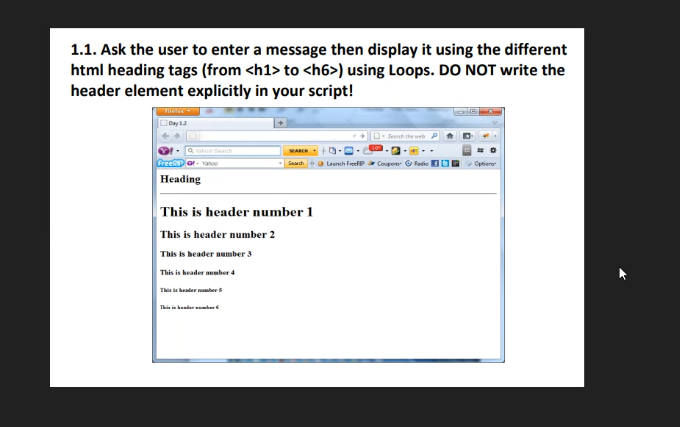 1.1. Ask the user to enter a message then display it using the different
html heading tags (from <h1> to <h6>) using Loops. DO NOT write the
header element explicitly in your script!
Firefox
Day 1.2
Search the web
Yahoo! Search
SEARCH
FreeRIP
Yahoo
Search
Launch FreeRIP
Coupons
Radio
Options
Heading
This is header number 1
This is header number 2
This is header number 3
This is header number 4
This is header number 5
This is header number 6